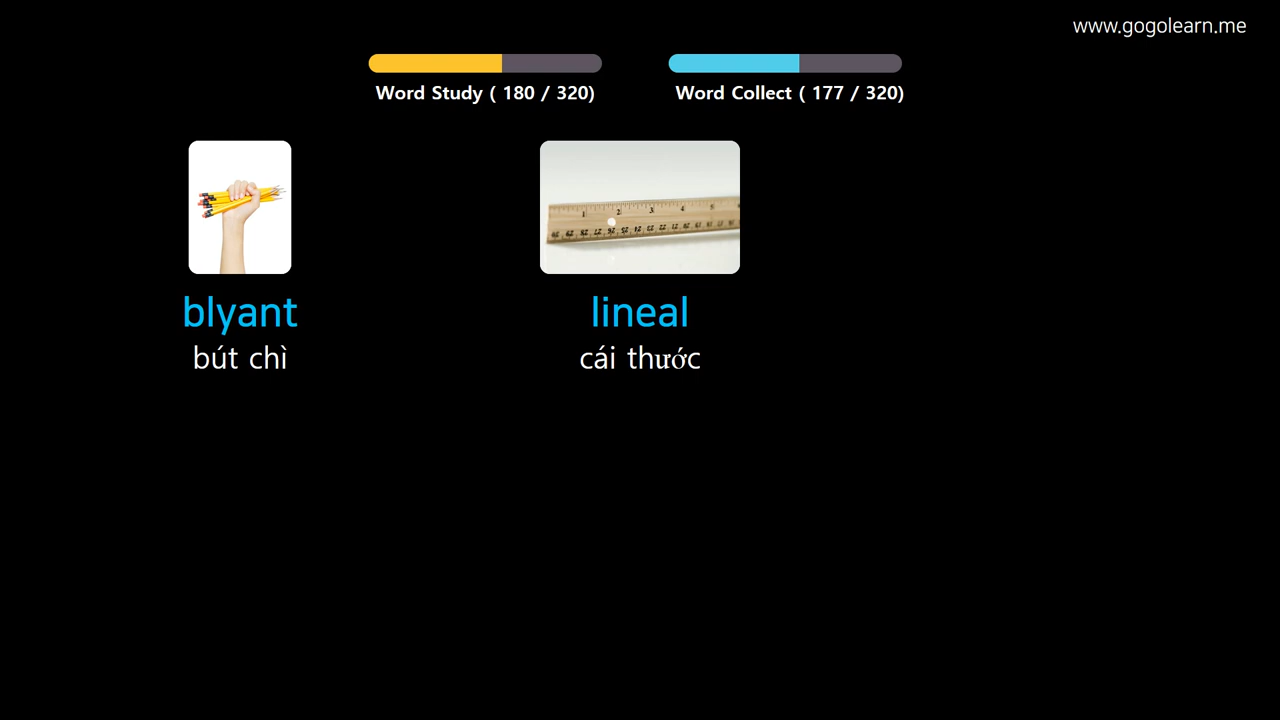 www.gogolearn.me
Word Study ( 180 / 320)
Word Collect ( 177 / 320)
blyant
bút chì
lineal
cái thước